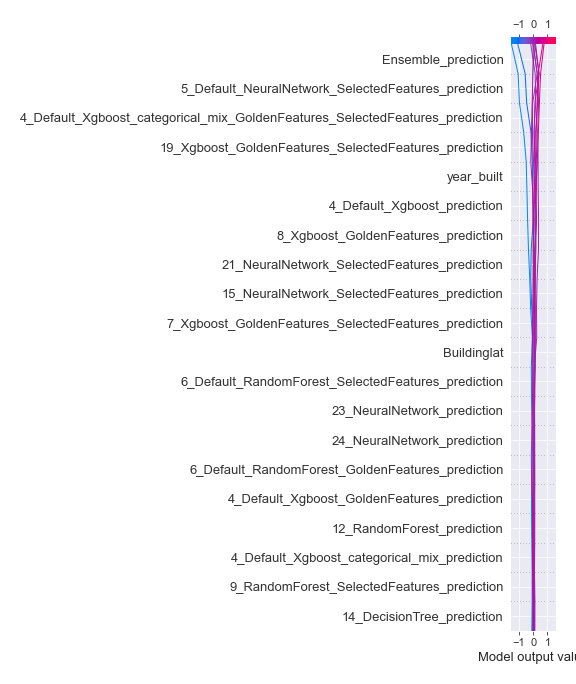 −1 0 1
Ensemble_prediction
5_Default_NeuralNetwork_SelectedFeatures_prediction
4_Default_Xgboost_categorical_mix_GoldenFeatures_SelectedFeatures_prediction
19_Xgboost_GoldenFeatures_SelectedFeatures_prediction
year_built
4_Default_Xgboost_prediction
8_Xgboost_GoldenFeatures_prediction
21_NeuralNetwork_SelectedFeatures_prediction
15_NeuralNetwork_SelectedFeatures_prediction
7_Xgboost_GoldenFeatures_SelectedFeatures_prediction
Buildinglat
6_Default_RandomForest_SelectedFeatures_prediction
23_NeuralNetwork_prediction
24_NeuralNetwork_prediction
6_Default_RandomForest_GoldenFeatures_prediction
4_Default_Xgboost_GoldenFeatures_prediction
12_RandomForest_prediction
4_Default_Xgboost_categorical_mix_prediction
9_RandomForest_SelectedFeatures_prediction
14_DecisionTree_prediction
−1 0 1
Model output valu